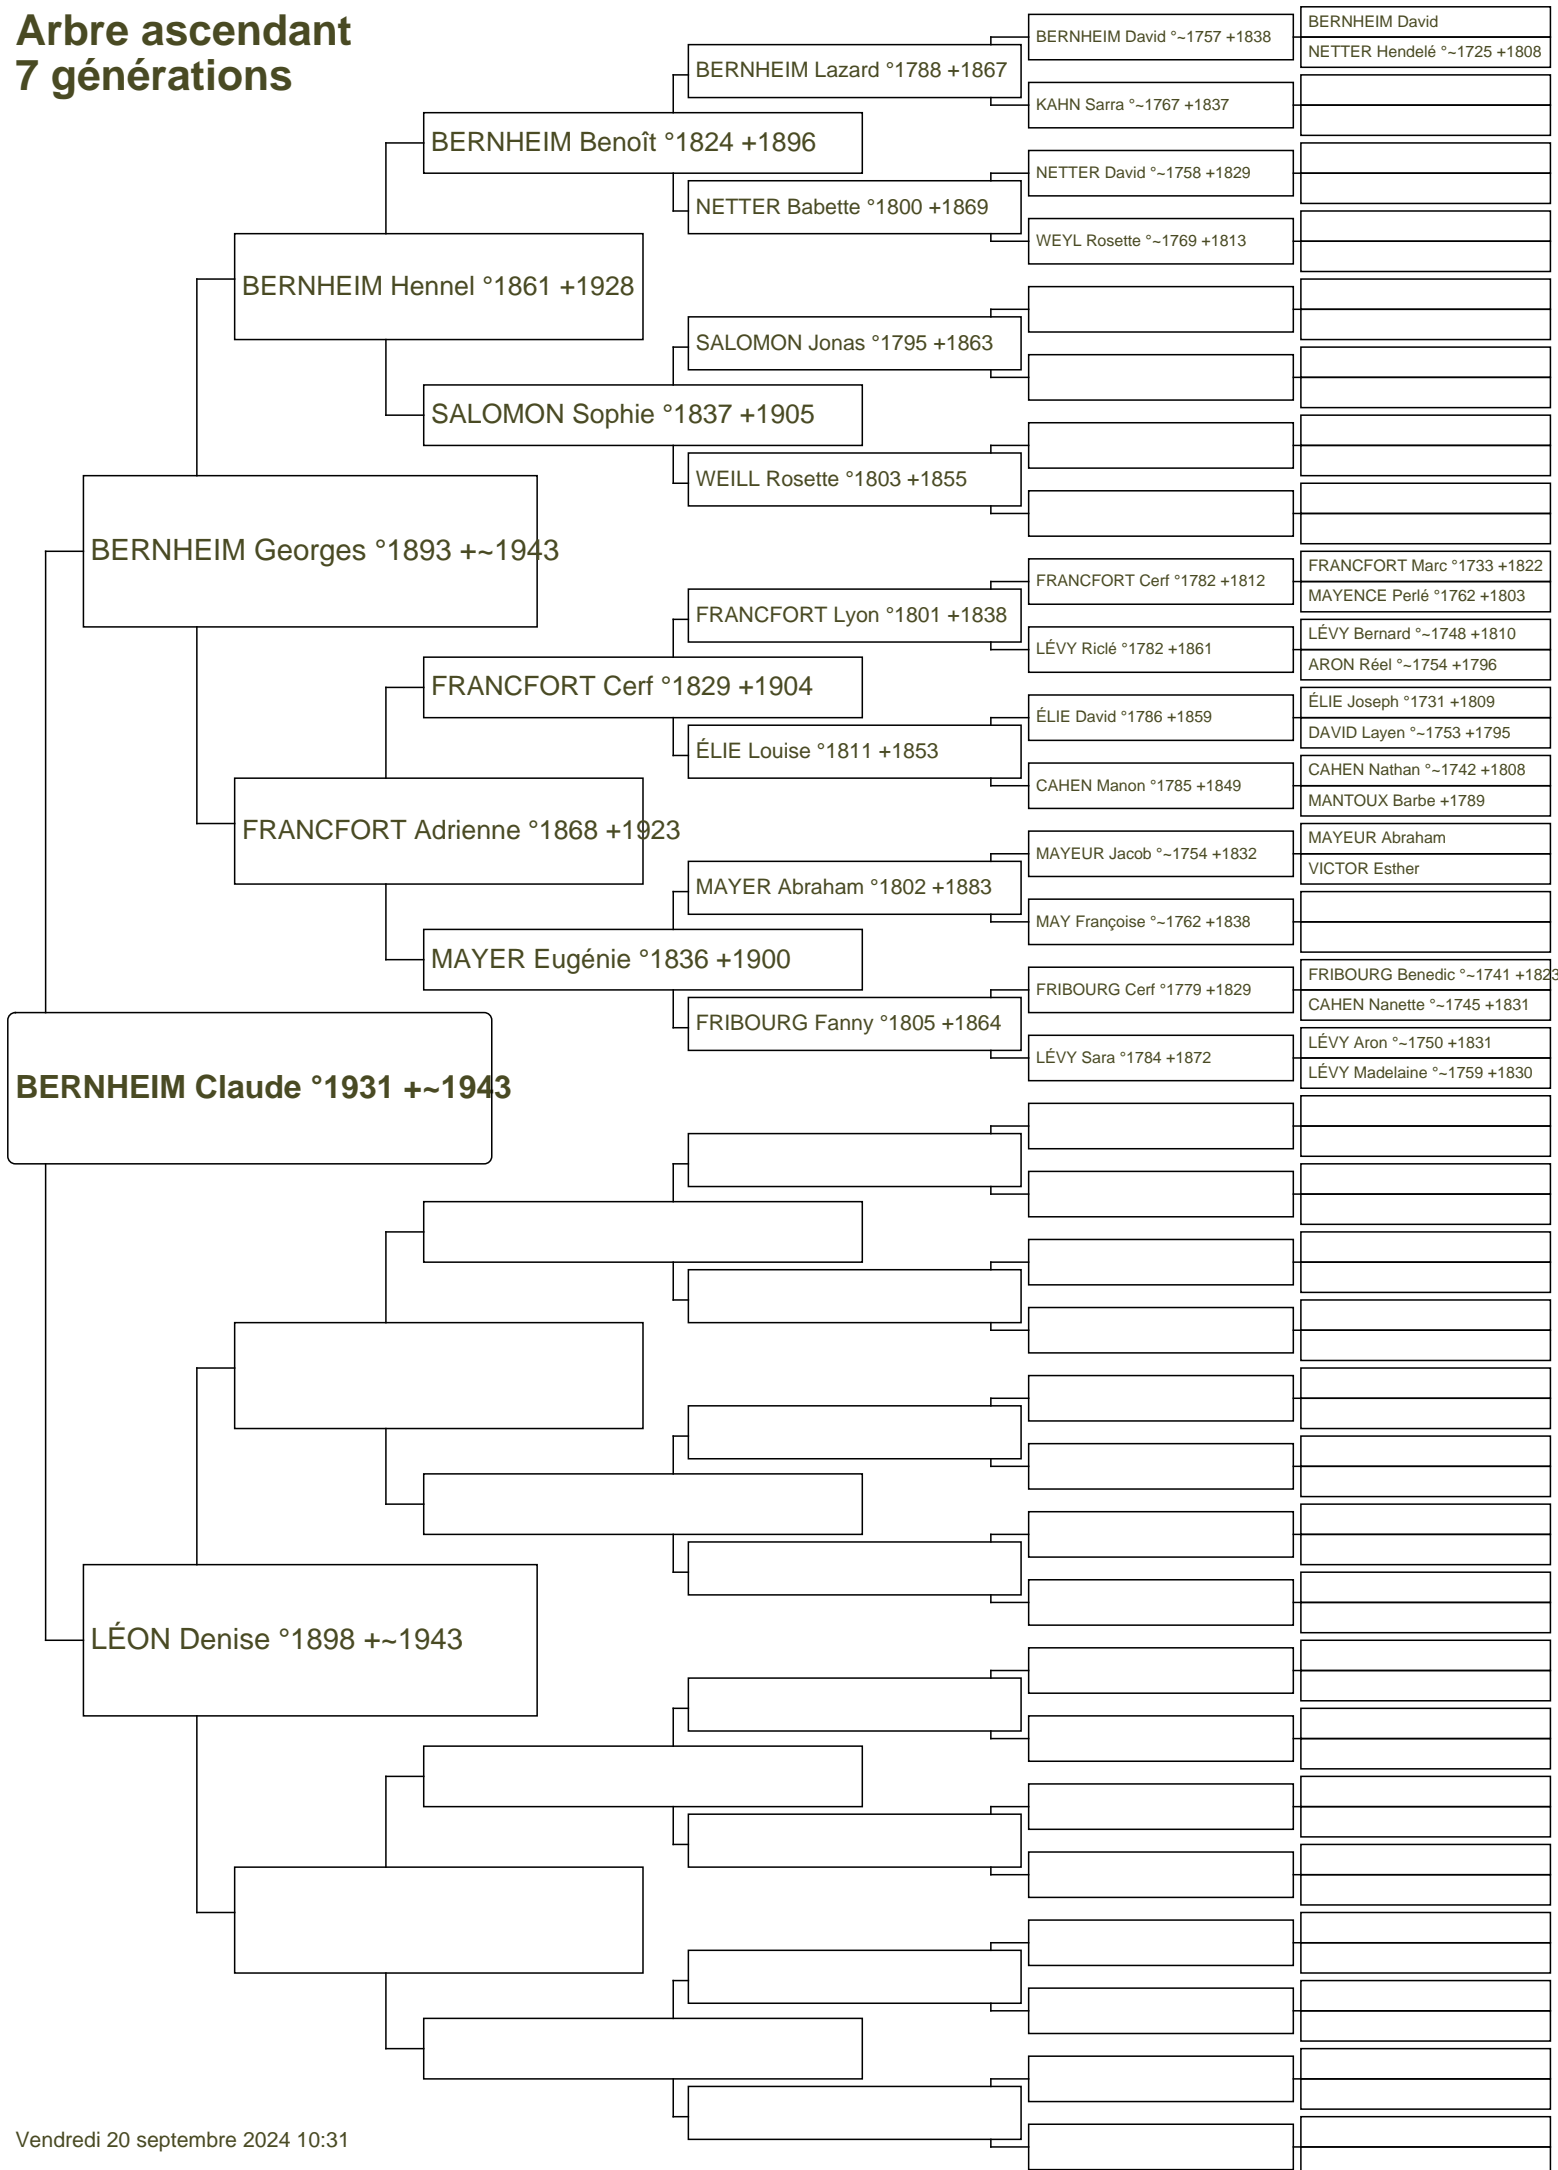 Arbre ascendant
7 générations
BERNHEIM David °~1757 +1838
BERNHEIM David
NETTER Hendelé °~1725 +1808
BERNHEIM Lazard °1788 +1867
KAHN Sarra °~1767 +1837
BERNHEIM Benoît °1824 +1896
NETTER David °~1758 +1829
NETTER Babette °1800 +1869
WEYL Rosette °~1769 +1813
BERNHEIM Hennel °1861 +1928
SALOMON Jonas °1795 +1863
SALOMON Sophie °1837 +1905
WEILL Rosette °1803 +1855
BERNHEIM Georges °1893 +~1943
FRANCFORT Cerf °1782 +1812
FRANCFORT Marc °1733 +1822
MAYENCE Perlé °1762 +1803
FRANCFORT Lyon °1801 +1838
LÉVY Riclé °1782 +1861
LÉVY Bernard °~1748 +1810
ARON Réel °~1754 +1796
FRANCFORT Cerf °1829 +1904
ÉLIE David °1786 +1859
ÉLIE Joseph °1731 +1809
DAVID Layen °~1753 +1795
ÉLIE Louise °1811 +1853
CAHEN Manon °1785 +1849
CAHEN Nathan °~1742 +1808
MANTOUX Barbe +1789
FRANCFORT Adrienne °1868 +1923
MAYEUR Jacob °~1754 +1832
MAYEUR Abraham
VICTOR Esther
MAYER Abraham °1802 +1883
MAY Françoise °~1762 +1838
MAYER Eugénie °1836 +1900
FRIBOURG Cerf °1779 +1829
FRIBOURG Benedic °~1741 +1823
CAHEN Nanette °~1745 +1831
FRIBOURG Fanny °1805 +1864
LÉVY Sara °1784 +1872
LÉVY Aron °~1750 +1831
LÉVY Madelaine °~1759 +1830
BERNHEIM Claude °1931 +~1943
LÉON Denise °1898 +~1943
Vendredi 20 septembre 2024 10:31